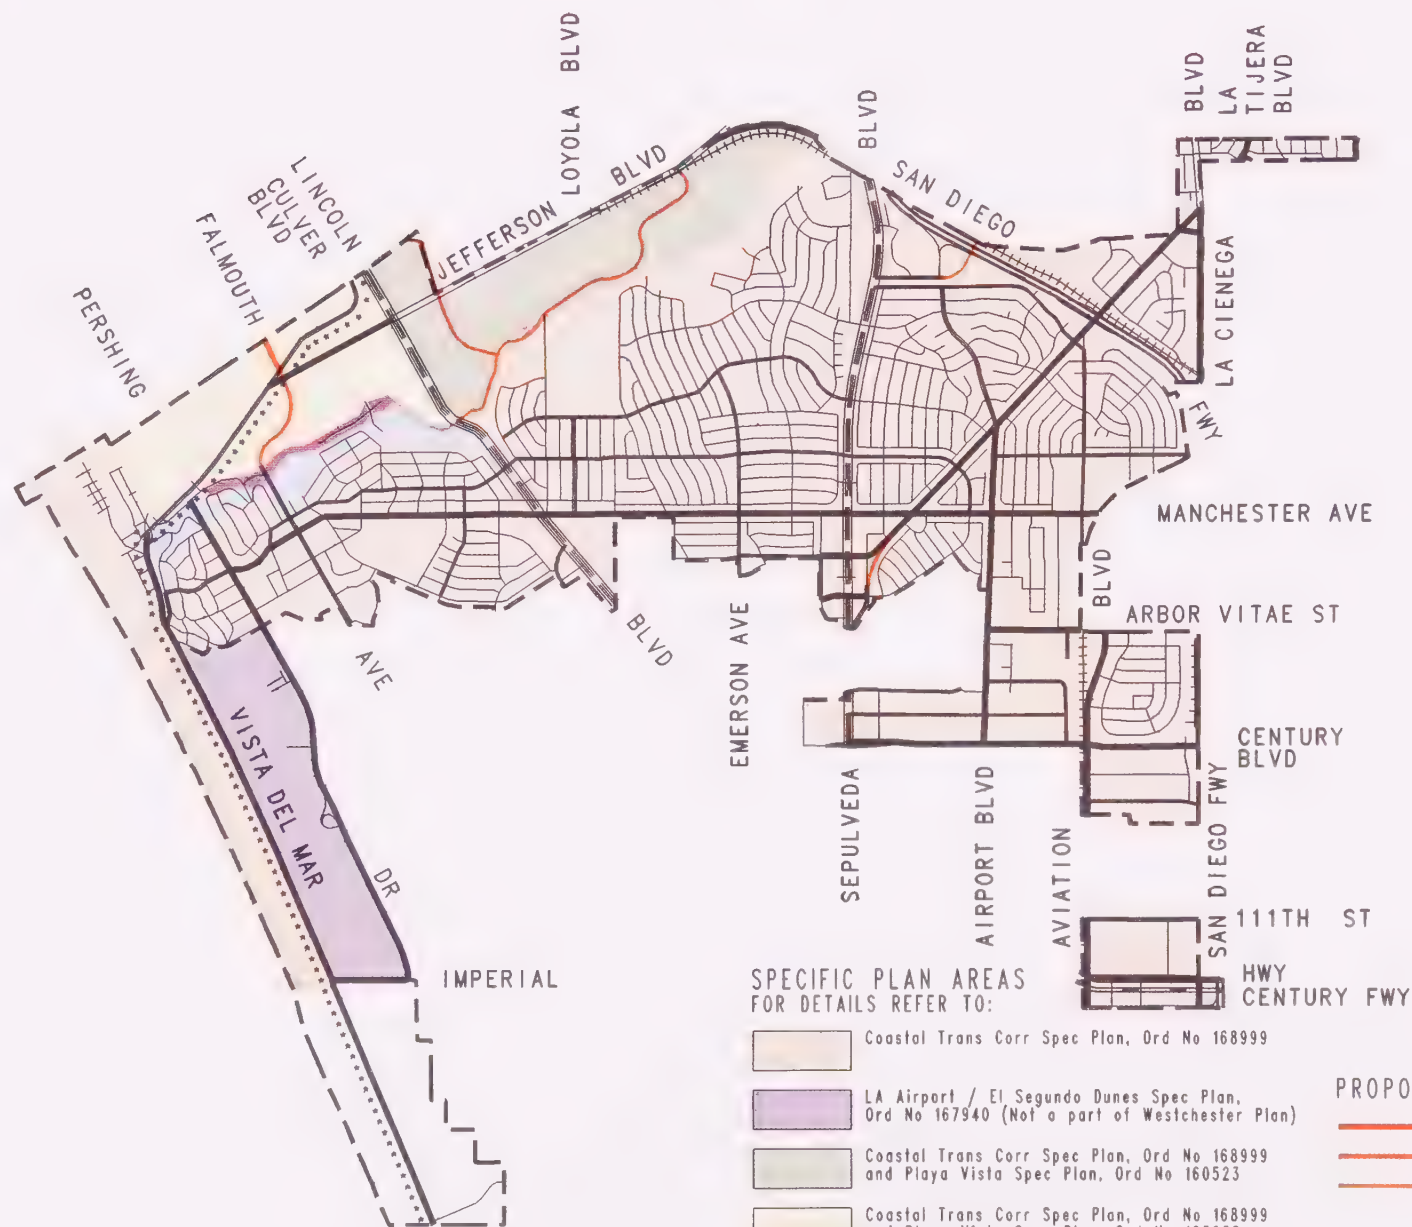 LOYOLA BLVD
BLVD
LA
TIJERA
BLVD
BLVD
LINCOLN
CULVER
BLVD
JEFFERSON BLVD
SAN DIEGO
FALMOUTH
PERSHING
LA CIENEGA
FWY
MANCHESTER AVE
BLVD
ARBOR VITAE ST
BLVD
AVE
EMERSON AVE
VISTA DEL MAR
CENTURY
BLVD
SEPULVEDA
AIRPORT BLVD
AVIATION
SAN DIEGO FWY
DR
111TH ST
IMPERIAL
HWY
CENTURY FWY
SPECIFIC PLAN AREAS
FOR DETAILS REFER TO:
Coastal Trans Corr Spec Plan, Ord No 168999
LA Airport / El Segundo Dunes Spec Plan,
Ord No 167940 (Not a part of Westchester Plan)
Coastal Trans Corr Spec Plan, Ord No 168999
and Playa Vista Spec Plan, Ord No 160523
Coastal Trans Corr Spec Plan, Ord No 168999
PROPO